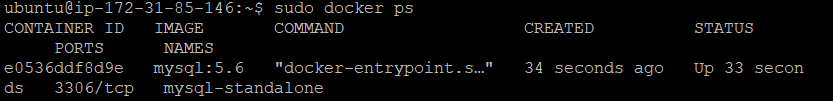 ubuntu@ip-172-31-85-146:~$ sudo docker ps
CONTAINER ID   IMAGE       COMMAND                  CREATED          STATUS
     PORTS      NAMES
e0536ddf8d9e   mysql:5.6   "docker-entrypoint.s…"   34 seconds ago   Up 33 secon
ds   3306/tcp   mysql-standalone